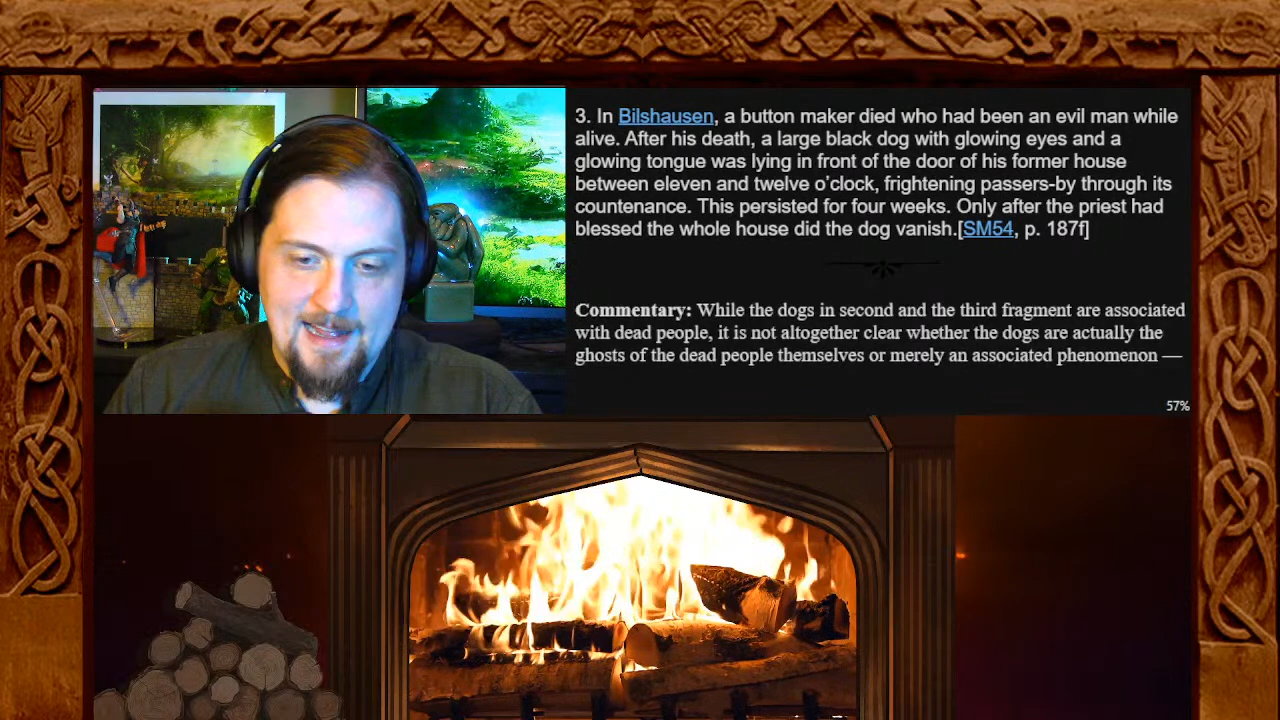 3. In Bilshausen, a button maker died who had been an evil man while
alive. After his death, a large black dog with glowing eyes and a
glowing tongue was lying in front of the door of his former house
between eleven and twelve o’clock, frightening passers-by through its
countenance. This persisted for four weeks. Only after the priest had
blessed the whole house did the dog vanish.[SM54, p. 187f]
Commentary: While the dogs in second and the third fragment are associated
with dead people, it is not altogether clear whether the dogs are actually the
ghosts of the dead people themselves or merely an associated phenomenon —
57%